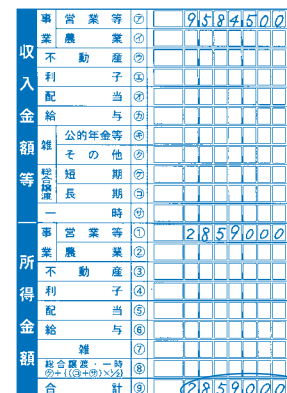 収入金額等
事業 営業等 ㋐ 9584500
農業 ㋑
不動産 ㋒
利子 ㋓
配当 ㋔
給与 ㋕
雑 公的年金等 ㋖
その他 ㋗
総合譲渡 短期 ㋘
長期 ㋙
一時 ㋚
所得金額
事業 営業等 ① 2859000
農業 ②
不動産 ③
利子 ④
配当 ⑤
給与 ⑥
雑 ⑦
総合譲渡・一時 ⑧
㋘+{(㋙+㋚)×½}
合計 ⑨ 2859000